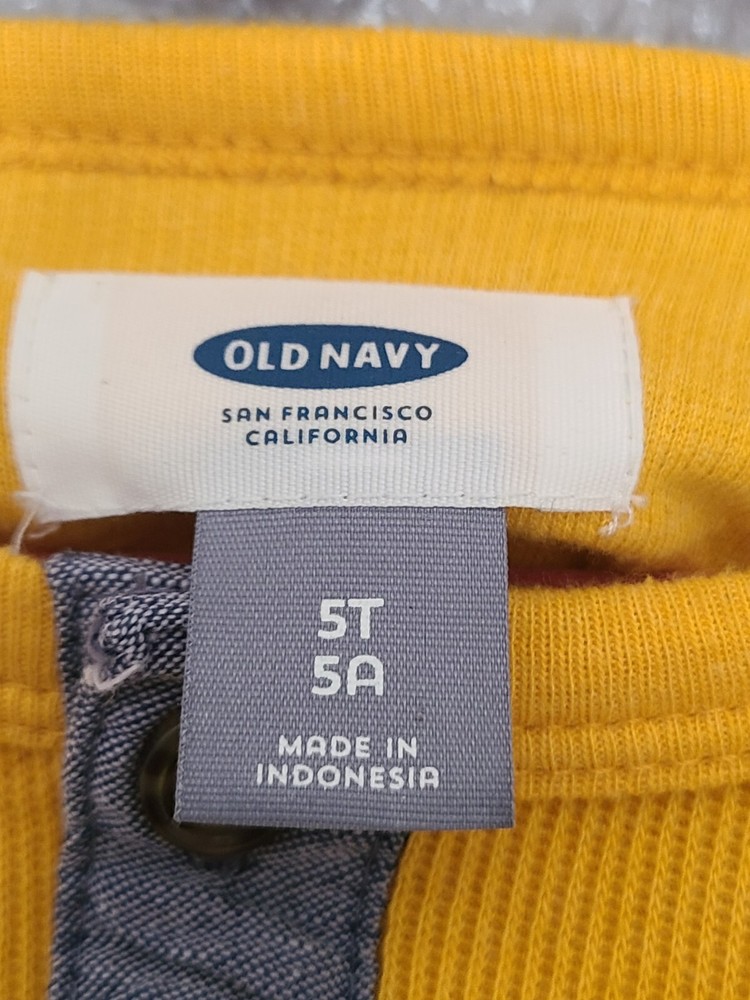 OLD NAVY
SAN FRANCISCO
CALIFORNIA
5T
5A
MADE IN
INDONESIA